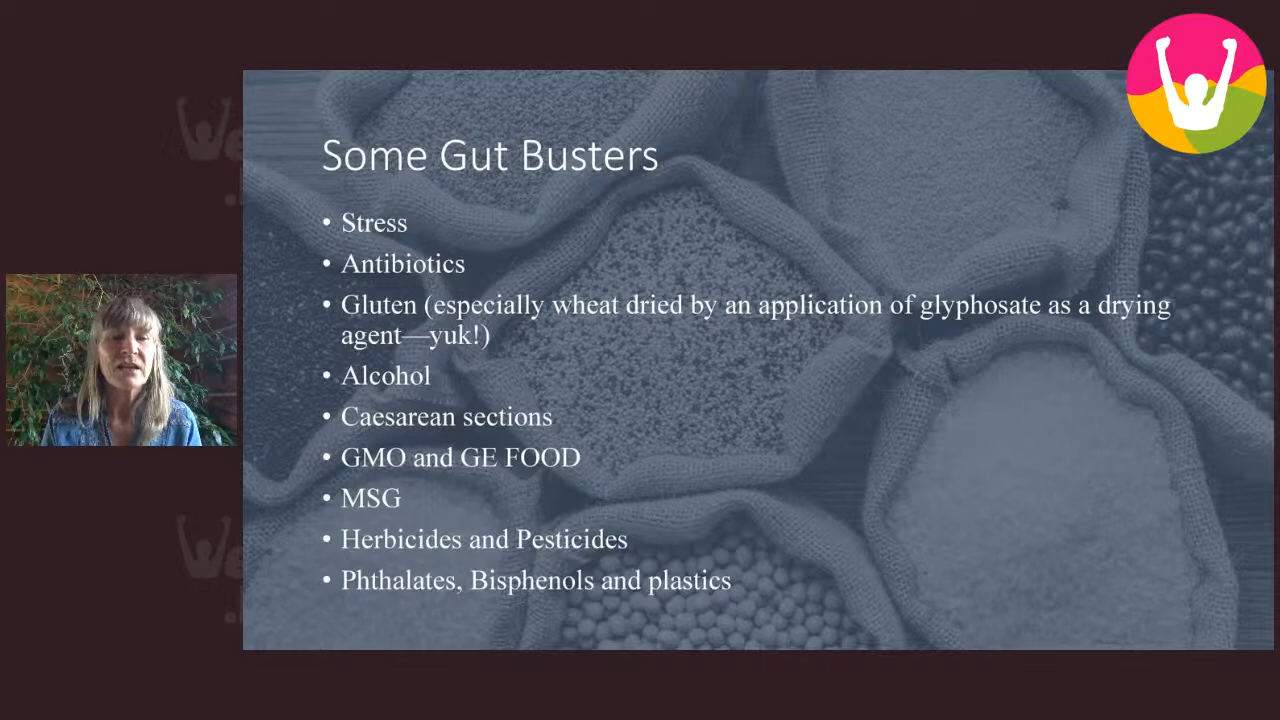 Some Gut Busters
• Stress
• Antibiotics
• Gluten (especially wheat dried by an application of glyphosate as a drying
agent—yuk!)
• Alcohol
• Caesarean sections
• GMO and GE FOOD
• MSG
• Herbicides and Pesticides
• Phthalates, Bisphenols and plastics